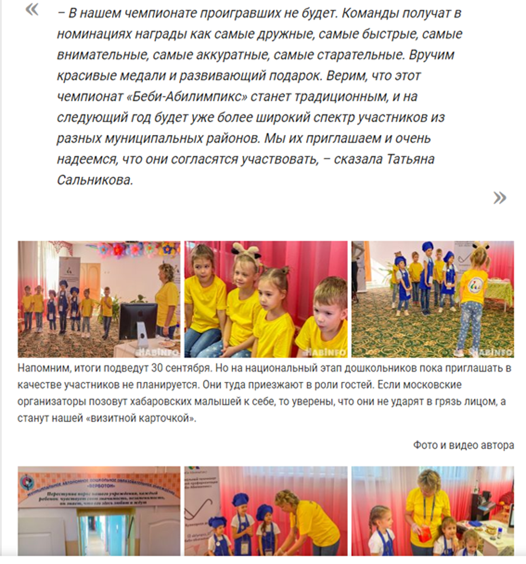 «
– В нашем чемпионате проигравших не будет. Команды получат в
номинациях награды как самые дружные, самые быстрые, самые
внимательные, самые аккуратные, самые старательные. Вручим
красивые медали и развивающий подарок. Верим, что этот
чемпионат «Беби-Абилимпикс» станет традиционным, и на
следующий год будет уже более широкий спектр участников из
разных муниципальных районов. Мы их приглашаем и очень
надеемся, что они согласятся участвовать, – сказала Татьяна
Сальникова.
»
HABINFO
HABINFO
HABINFO
Напомним, итоги подведут 30 сентября. Но на национальный этап дошкольников пока приглашать в
качестве участников не планируется. Они туда приезжают в роли гостей. Если московские
организаторы позовут хабаровских малышей к себе, то уверены, что они не ударят в грязь лицом, а
станут нашей «визитной карточкой».
Фото и видео автора